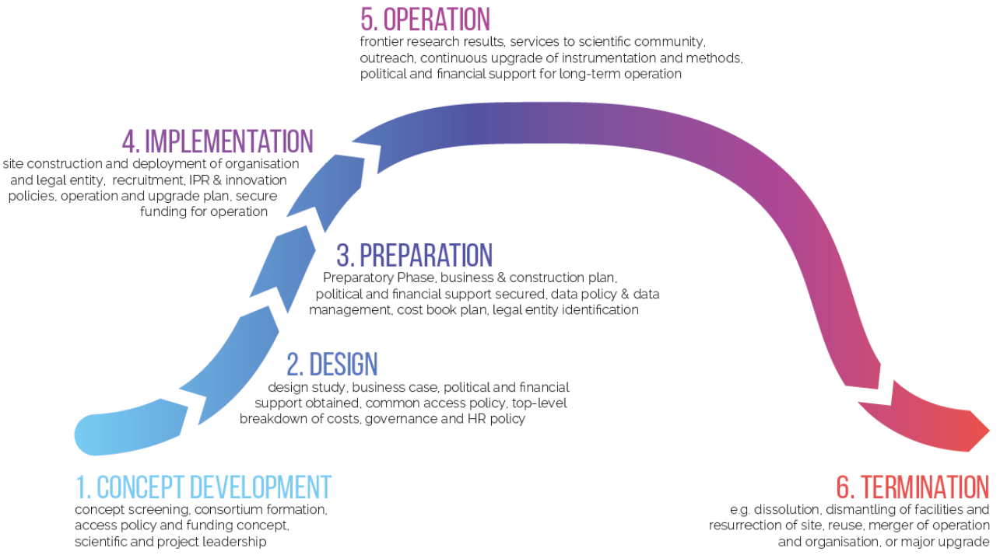 5. OPERATION
frontier research results, services to scientific community,
outreach, continuous upgrade of instrumentation and methods,
political and financial support for long-term operation
4. IMPLEMENTATION
site construction and deployment of organisation
and legal entity, recruitment, IPR & innovation
policies, operation and upgrade plan, secure
funding for operation
3. PREPARATION
Preparatory Phase, business & construction plan,
political and financial support secured, data policy & data
management, cost book plan, legal entity identification
2. DESIGN
design study, business case, political and financial
support obtained, common access policy, top-level
breakdown of costs, governance and HR policy
1. CONCEPT DEVELOPMENT
concept screening, consortium formation,
access policy and funding concept,
scientific and project leadership
6. TERMINATION
e.g. dissolution, dismantling of facilities and
resurrection of site, reuse, merger of operation
and organisation, or major upgrade